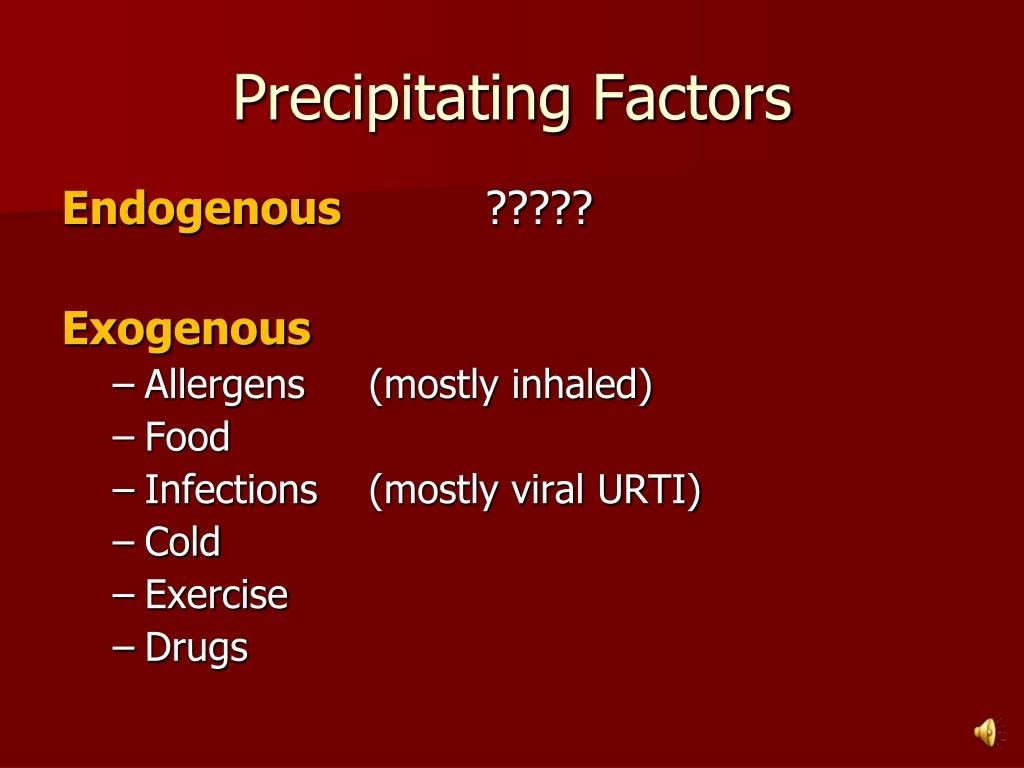 Precipitating Factors
Endogenous ?????
Exogenous
– Allergens (mostly inhaled)
– Food
– Infections (mostly viral URTI)
– Cold
– Exercise
– Drugs